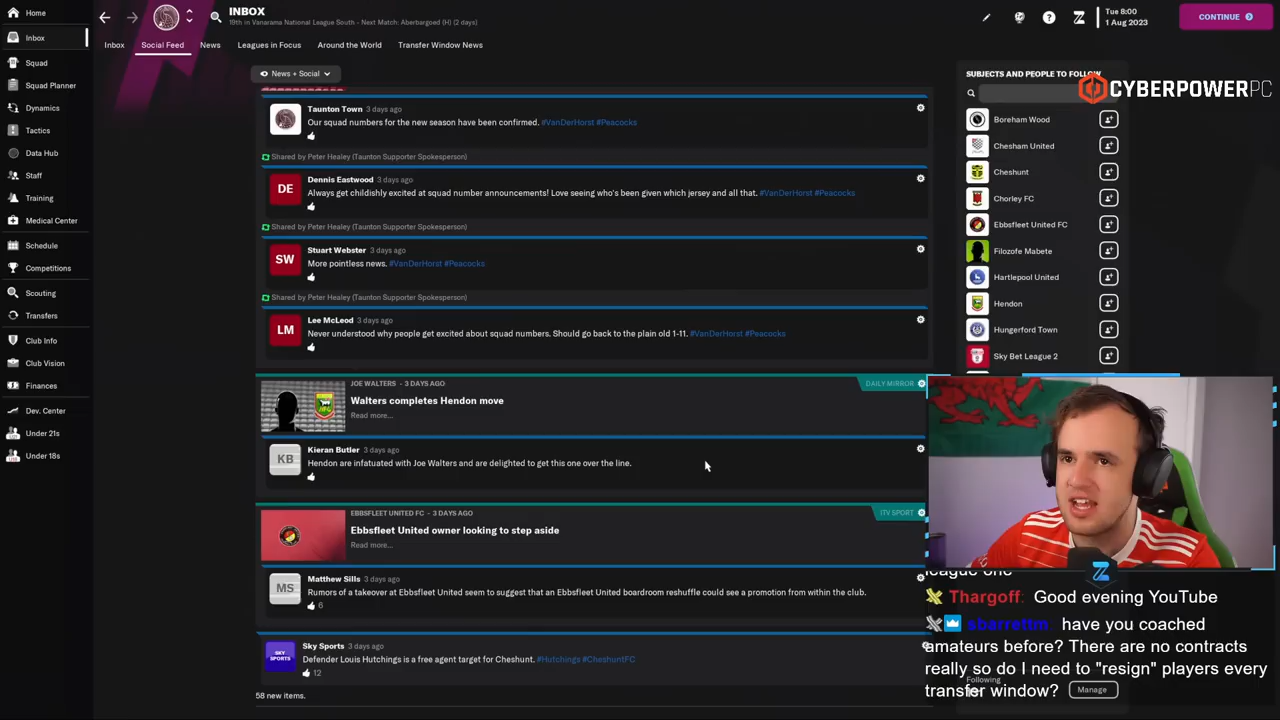 Home
INBOX
19th in Vanarama National League South - Next Match: Aberbargoed (H) (2 days)
Tue 8:00
1 Aug 2023
CONTINUE
Inbox
Squad
Squad Planner
Dynamics
Tactics
Data Hub
Staff
Training
Medical Center
Schedule
Competitions
Scouting
Transfers
Club Info
Club Vision
Finances
Dev. Center
Under 21s
Under 18s
Inbox
Social Feed
News
Leagues in Focus
Around the World
Transfer Window News
News + Social
Taunton Town 3 days ago
Our squad numbers for the new season have been confirmed. #VanDerHorst #Peacocks
Shared by Peter Healey (Taunton Supporter Spokesperson)
DE
Dennis Eastwood 3 days ago
Always get childishly excited at squad number announcements! Love seeing who's been given which jersey and all that. #VanDerHorst #Peacocks
Shared by Peter Healey (Taunton Supporter Spokesperson)
SW
Stuart Webster 3 days ago
More pointless news. #VanDerHorst #Peacocks
Shared by Peter Healey (Taunton Supporter Spokesperson)
LM
Lee McLeod 3 days ago
Never understood why people get excited about squad numbers. Should go back to the plain old 1-11. #VanDerHorst #Peacocks
JOE WALTERS - 3 DAYS AGO
DAILY MIRROR
Walters completes Hendon move
Read more...
KB
Kieran Butler 3 days ago
Hendon are infatuated with Joe Walters and are delighted to get this one over the line.
EBBSFLEET UNITED FC - 3 DAYS AGO
ITV SPORT
Ebbsfleet United owner looking to step aside
Read more...
MS
Matthew Sills 3 days ago
Rumors of a takeover at Ebbsfleet United seem to suggest that an Ebbsfleet United boardroom reshuffle could see a promotion from within the club.
6
SKY SPORTS
Sky Sports 3 days ago
Defender Louis Hutchings is a free agent target for Cheshunt. #Hutchings #CheshuntFC
12
58 new items.
SUBJECTS AND PEOPLE TO FOLLOW
CYBERPOWERPC
Boreham Wood
Chesham United
Cheshunt
Chorley FC
Ebbsfleet United FC
Filozofe Mabete
Hartlepool United
Hendon
Hungerford Town
Sky Bet League 2
league one
Thargoff: Good evening YouTube
sbarrettm: have you coached
amateurs before? There are no contracts
really so do I need to "resign" players every
transfer window?
Following
Manage